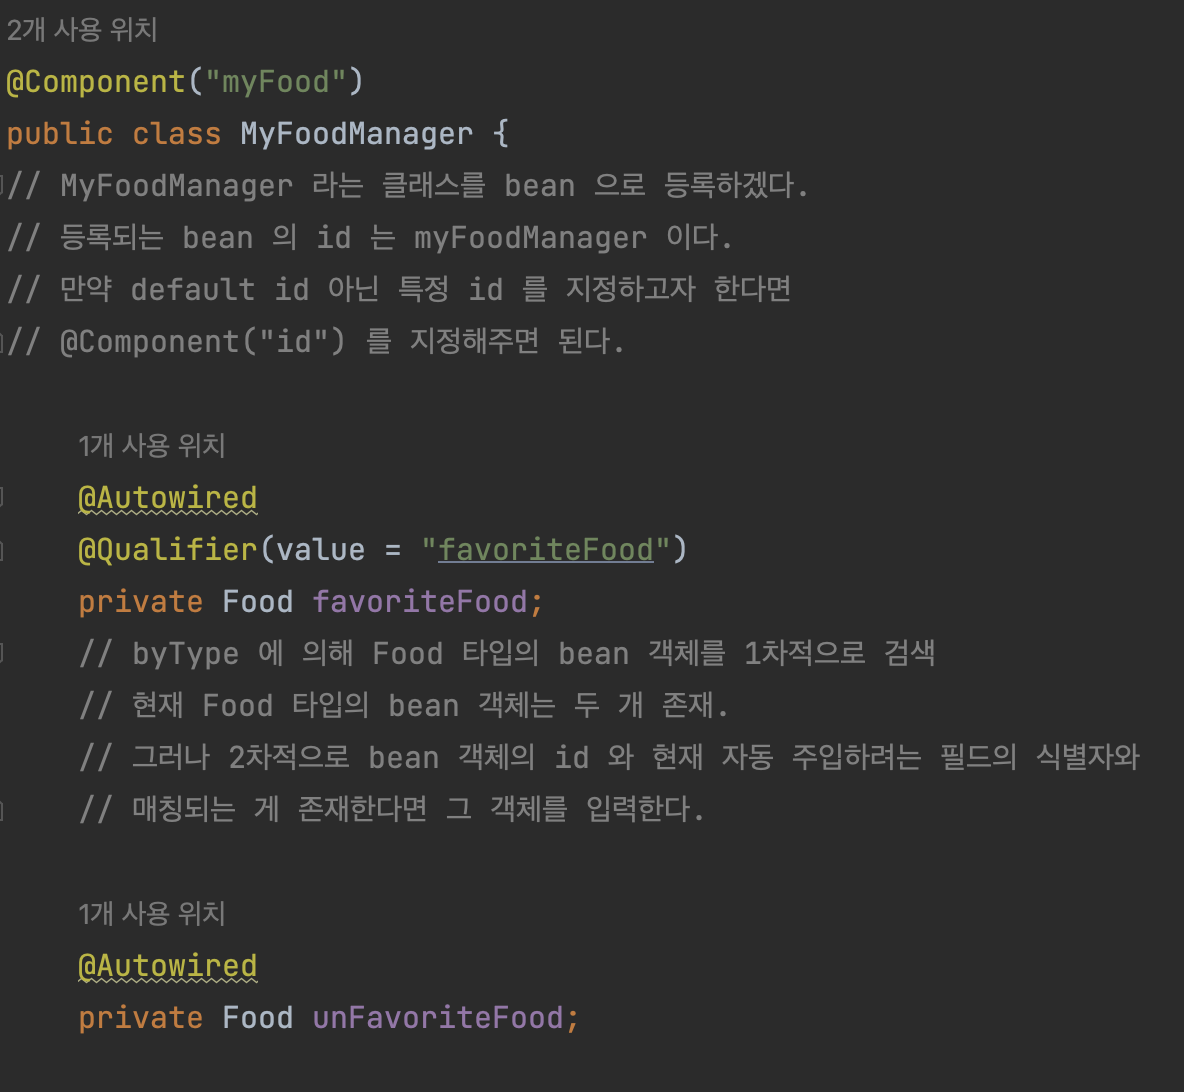 2개 사용 위치
@Component("myFood")
public class MyFoodManager {
// MyFoodManager 라는 클래스를 bean 으로 등록하겠다.
// 등록되는 bean 의 id 는 myFoodManager 이다.
// 만약 default id 아닌 특정 id 를 지정하고자 한다면
// @Component("id") 를 지정해주면 된다.
1개 사용 위치
@Autowired
@Qualifier(value = "favoriteFood")
private Food favoriteFood;
// byType 에 의해 Food 타입의 bean 객체를 1차적으로 검색
// 현재 Food 타입의 bean 객체는 두 개 존재.
// 그러나 2차적으로 bean 객체의 id 와 현재 자동 주입하려는 필드의 식별자와
// 매칭되는 게 존재한다면 그 객체를 입력한다.
1개 사용 위치
@Autowired
private Food unFavoriteFood;